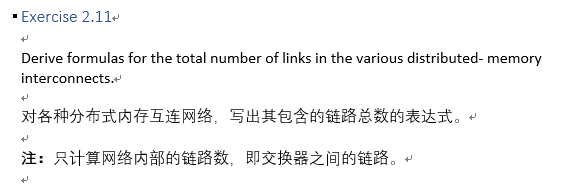 Exercise 2.11
Derive formulas for the total number of links in the various distributed- memory
interconnects.
对各种分布式内存互连网络，写出其包含的链路总数的表达式。
注：只计算网络内部的链路数，即交换器之间的链路。